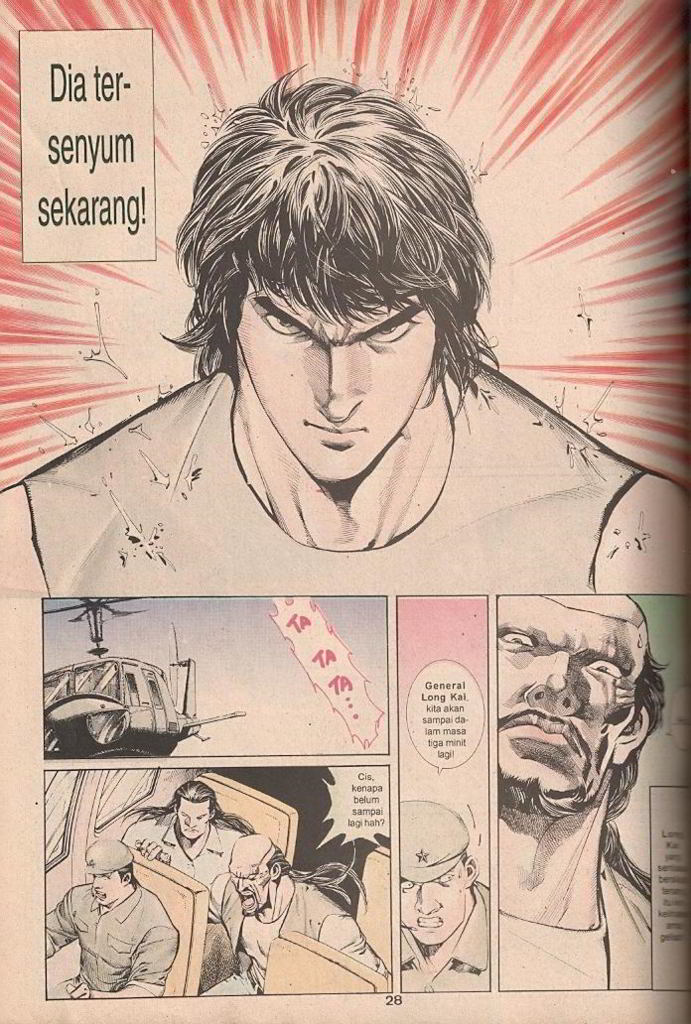 Dia ter-
senyum
sekarang!
TA
TA
TA...
Cis,
kenapa
belum
sampai
lagi hah?
General
Long Kai,
kita akan
sampai da-
lam masa
tiga minit
lagi!
Long
Kai
yang
28